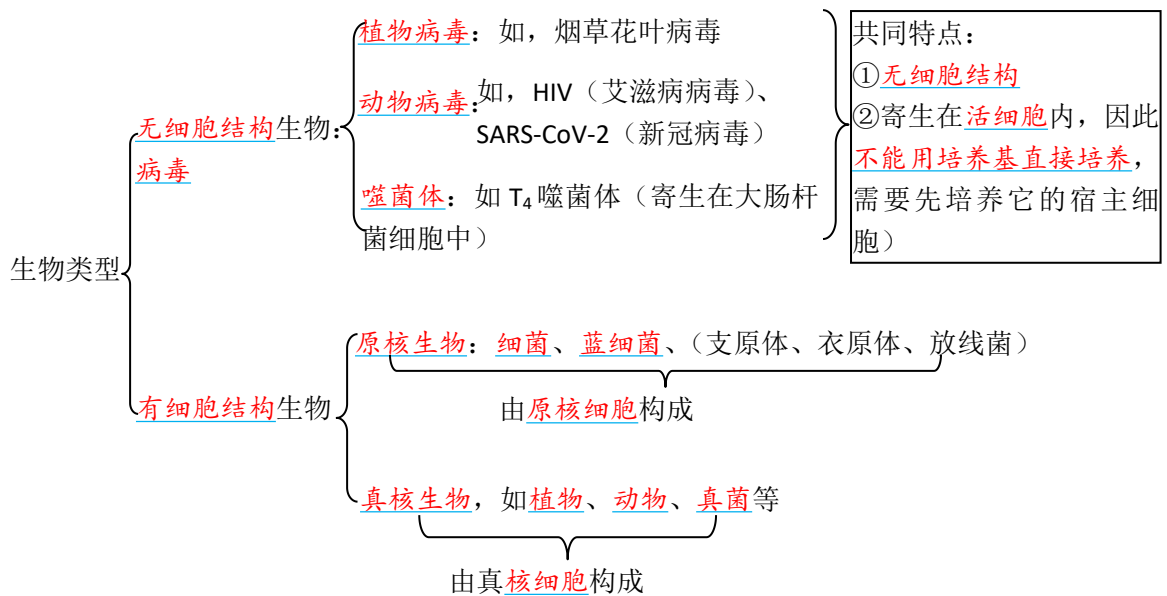 植物病毒：如，烟草花叶病毒
动物病毒：如，HIV（艾滋病病毒）、
SARS-CoV-2（新冠病毒）
噬菌体：如 T₄ 噬菌体（寄生在大肠杆
菌细胞中）
无细胞结构生物：
病毒
共同特点：
①无细胞结构
②寄生在活细胞内，因此
不能用培养基直接培养，
需要先培养它的宿主细
胞）
生物类型
原核生物：细菌、蓝细菌、（支原体、衣原体、放线菌）
由原核细胞构成
有细胞结构生物
真核生物，如植物、动物、真菌等
由真核细胞构成